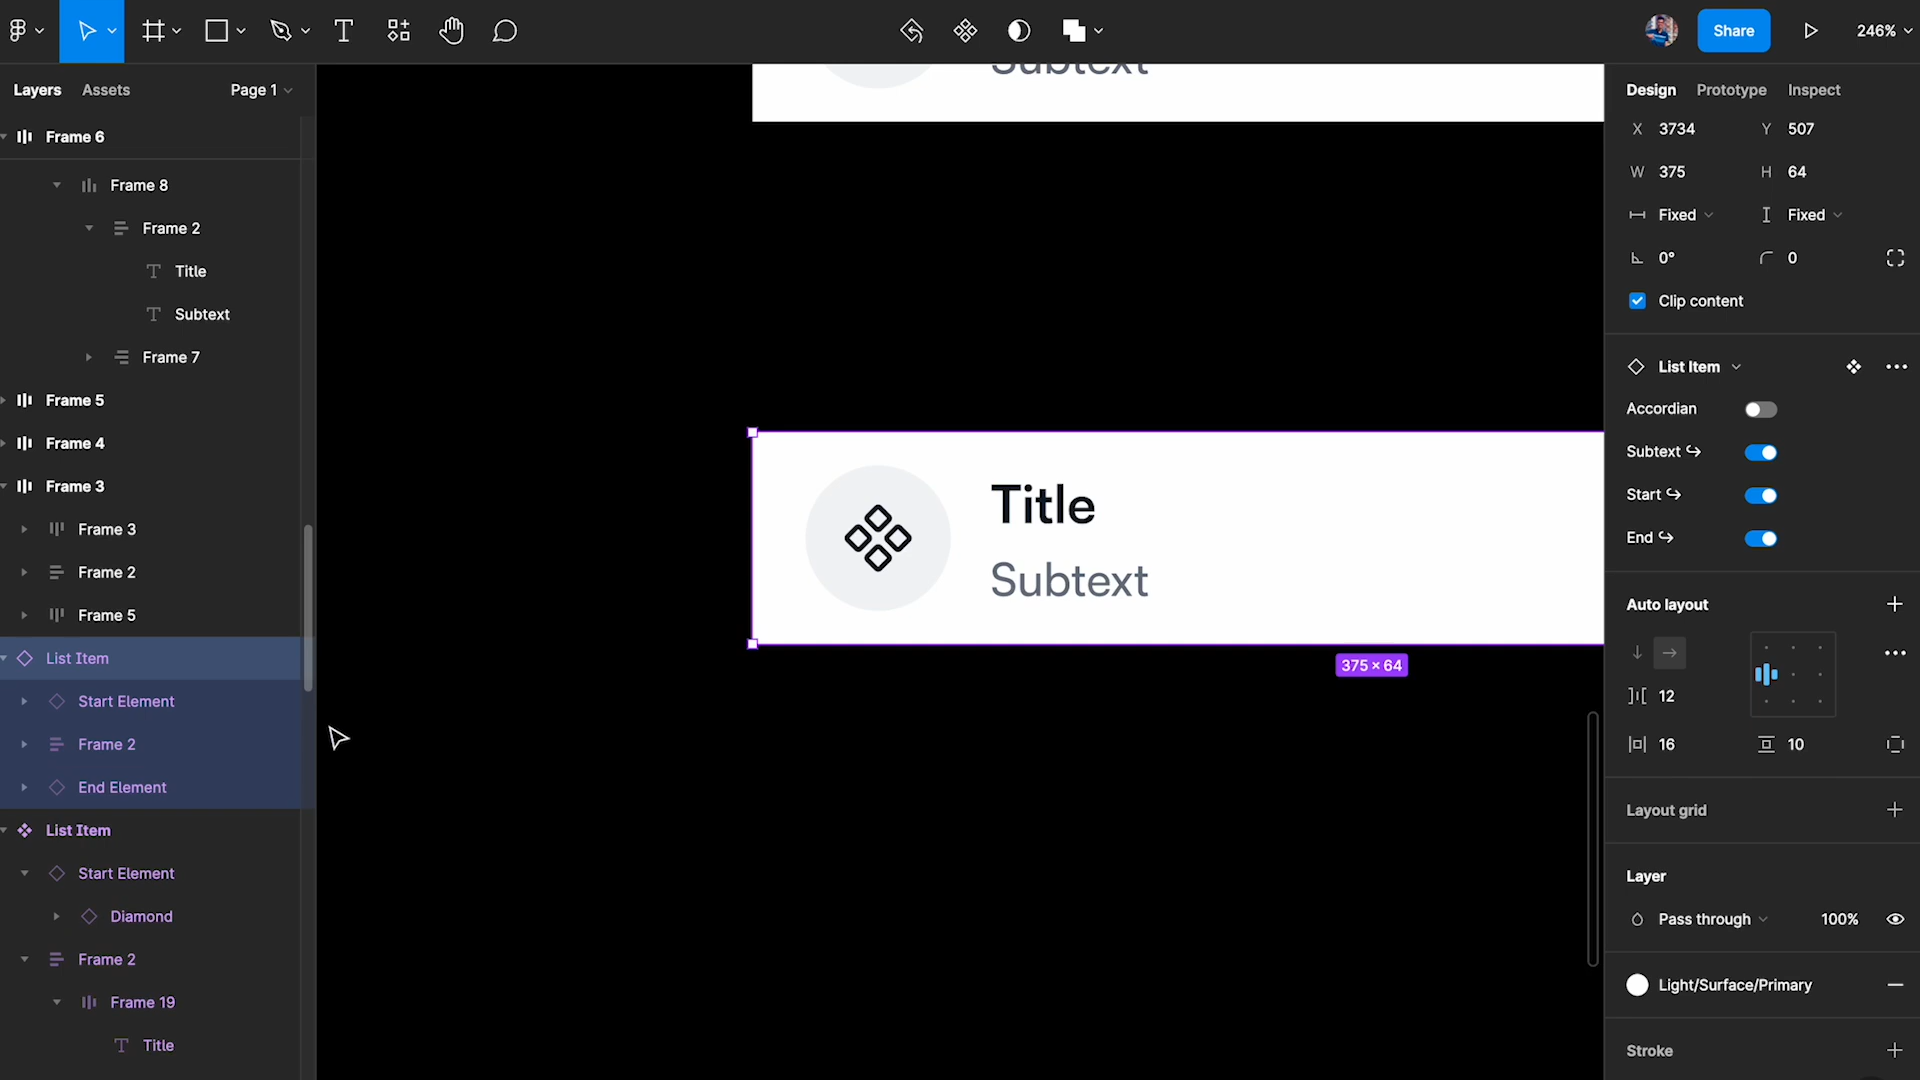 Share
246%
Layers
Assets
Page 1
Frame 6
Frame 8
Frame 2
Title
Subtext
Frame 7
Frame 5
Frame 4
Frame 3
Frame 3
Frame 2
Frame 5
List Item
Start Element
Frame 2
End Element
List Item
Start Element
Diamond
Frame 2
Frame 19
Title
Subtext
Title
Subtext
375 × 64
Design
Prototype
Inspect
X 3734
Y 507
W 375
H 64
Fixed
Fixed
0°
0
Clip content
List Item
Accordian
Subtext
Start
End
Auto layout
12
16
10
Layout grid
Layer
Pass through
100%
Light/Surface/Primary
Stroke